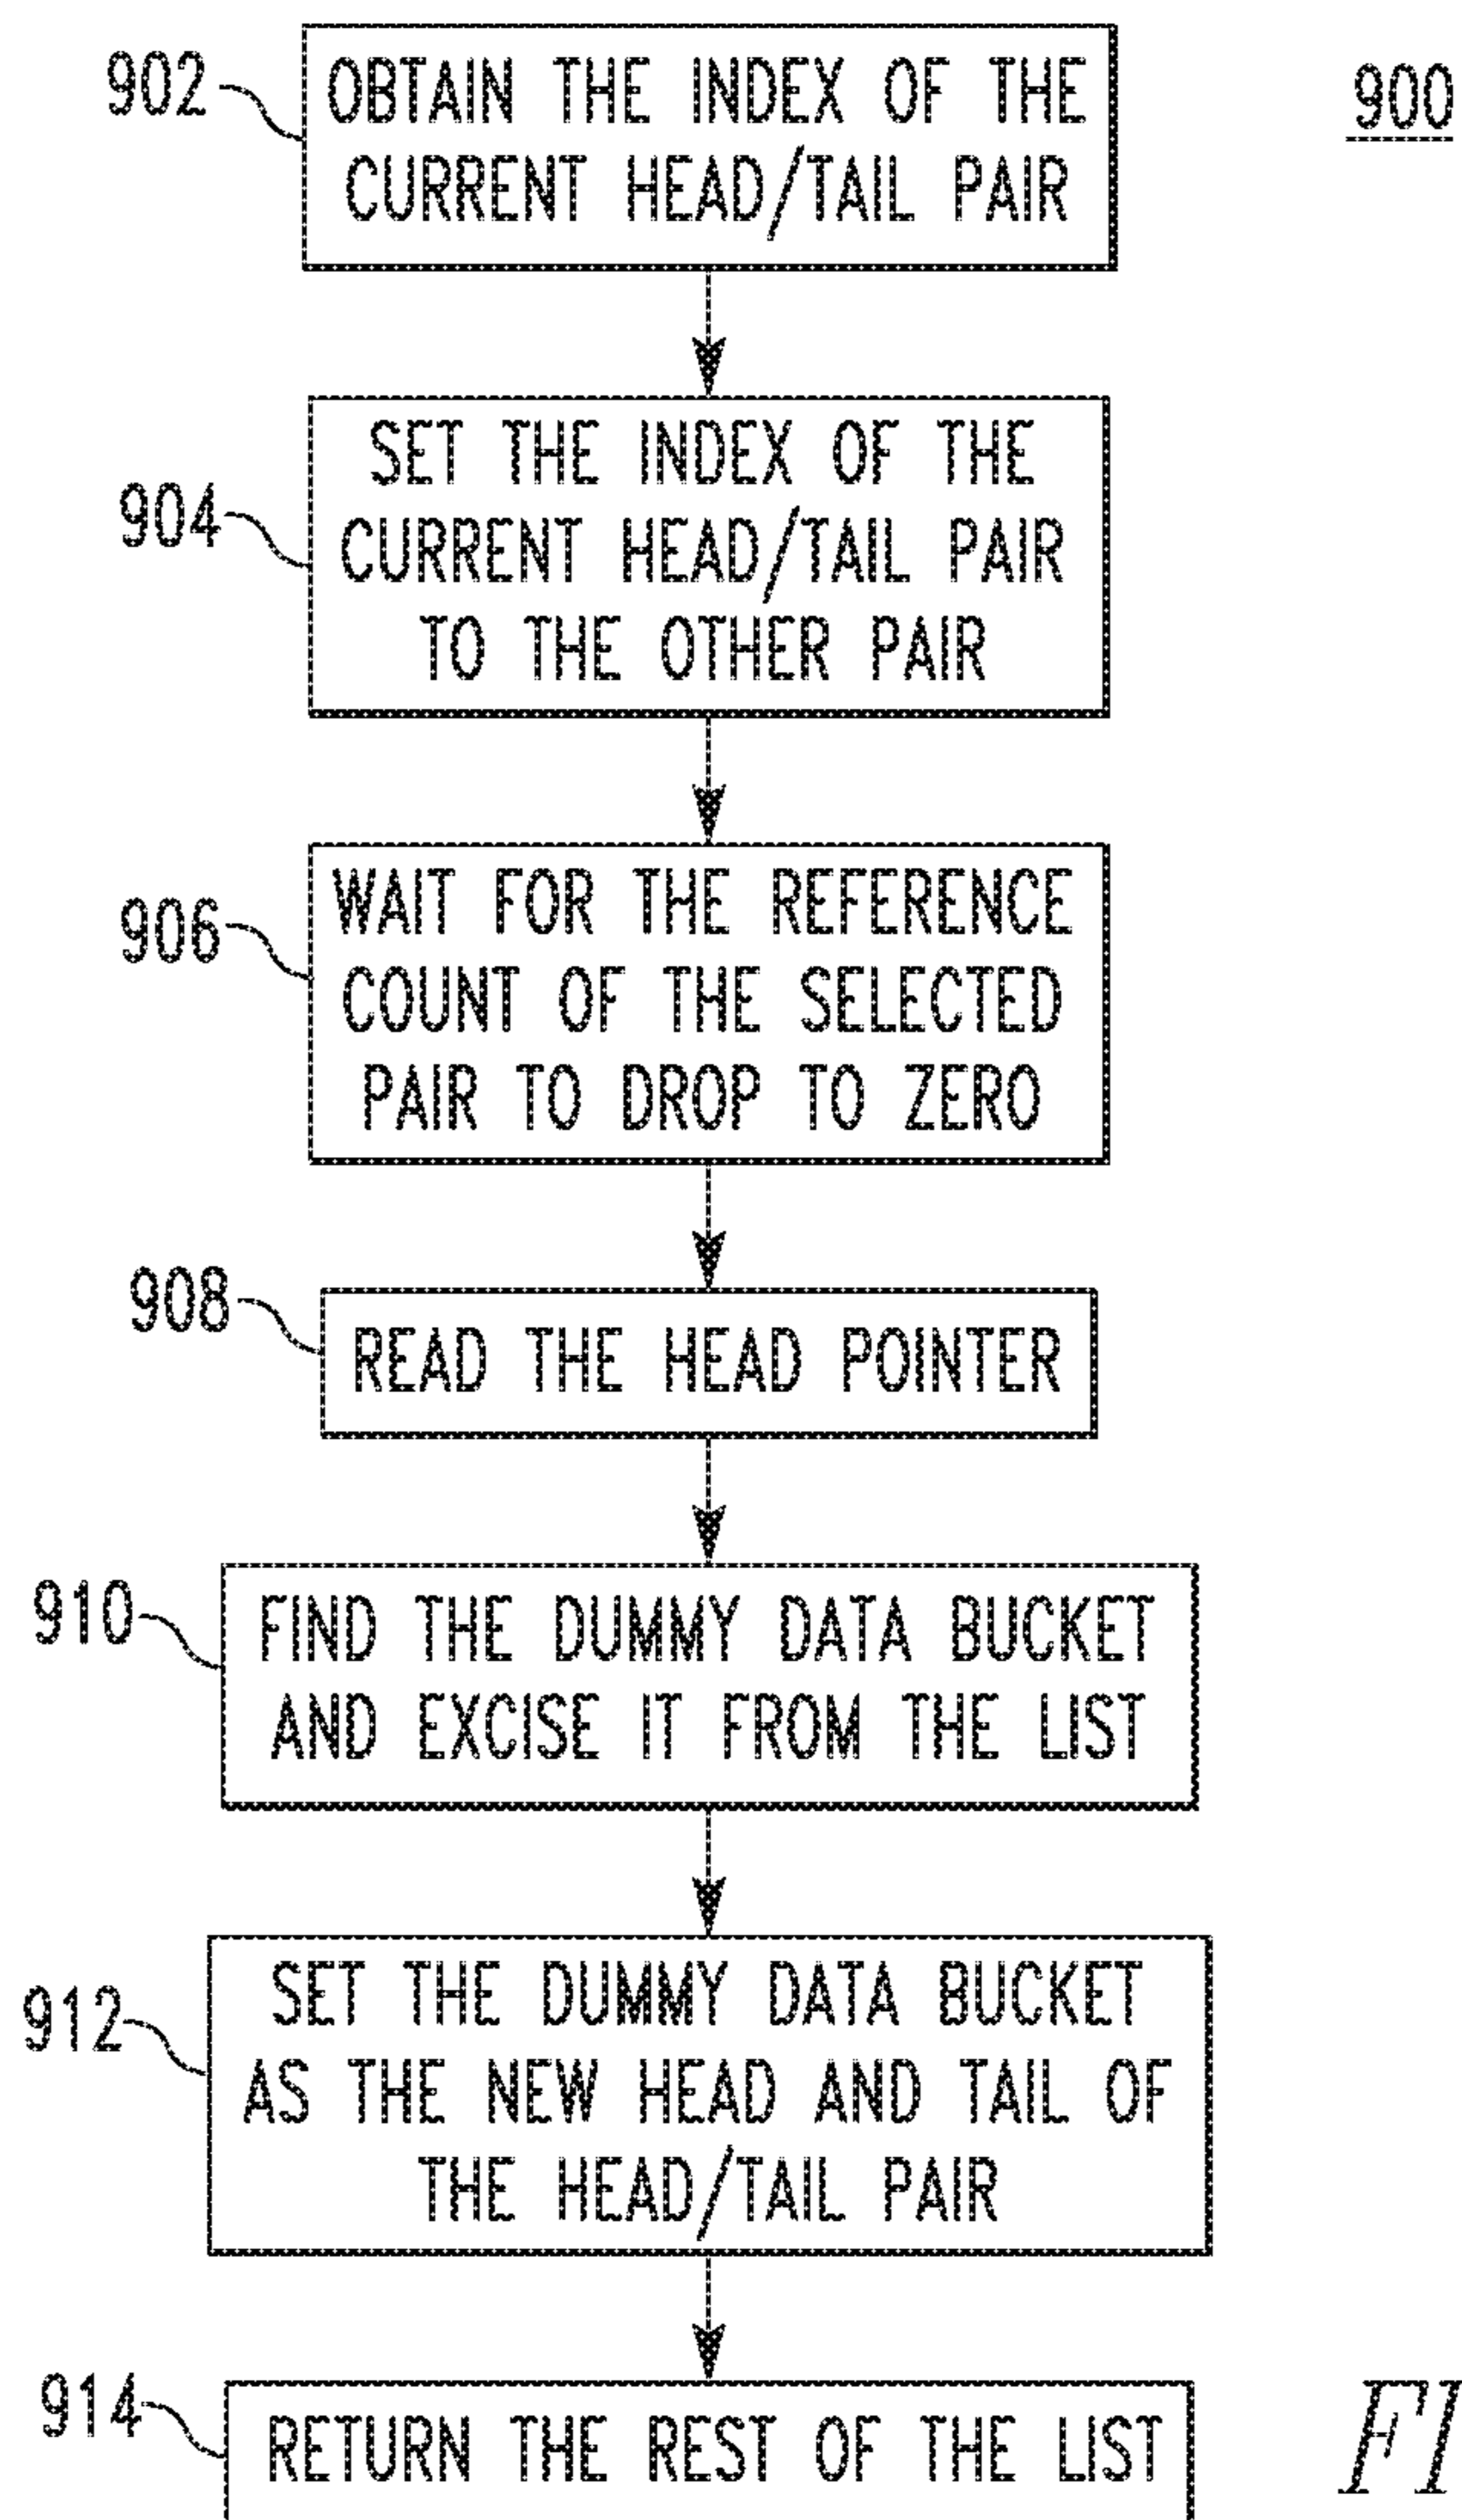 900
902
OBTAIN THE INDEX OF THE
CURRENT HEAD/TAIL PAIR
904
SET THE INDEX OF THE
CURRENT HEAD/TAIL PAIR
TO THE OTHER PAIR
906
WAIT FOR THE REFERENCE
COUNT OF THE SELECTED
PAIR TO DROP TO ZERO
908
READ THE HEAD POINTER
910
FIND THE DUMMY DATA BUCKET
AND EXCISE IT FROM THE LIST
912
SET THE DUMMY DATA BUCKET
AS THE NEW HEAD AND TAIL OF
THE HEAD/TAIL PAIR
914
RETURN THE REST OF THE LIST